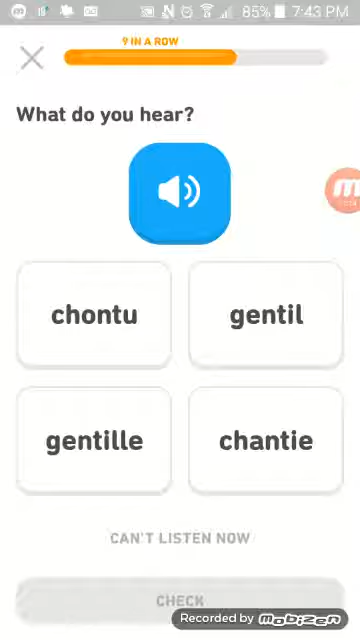 85% 7:43 PM
9 IN A ROW
What do you hear?
chontu
gentil
gentille
chantie
CAN'T LISTEN NOW
CHECK
Recorded by mobizen